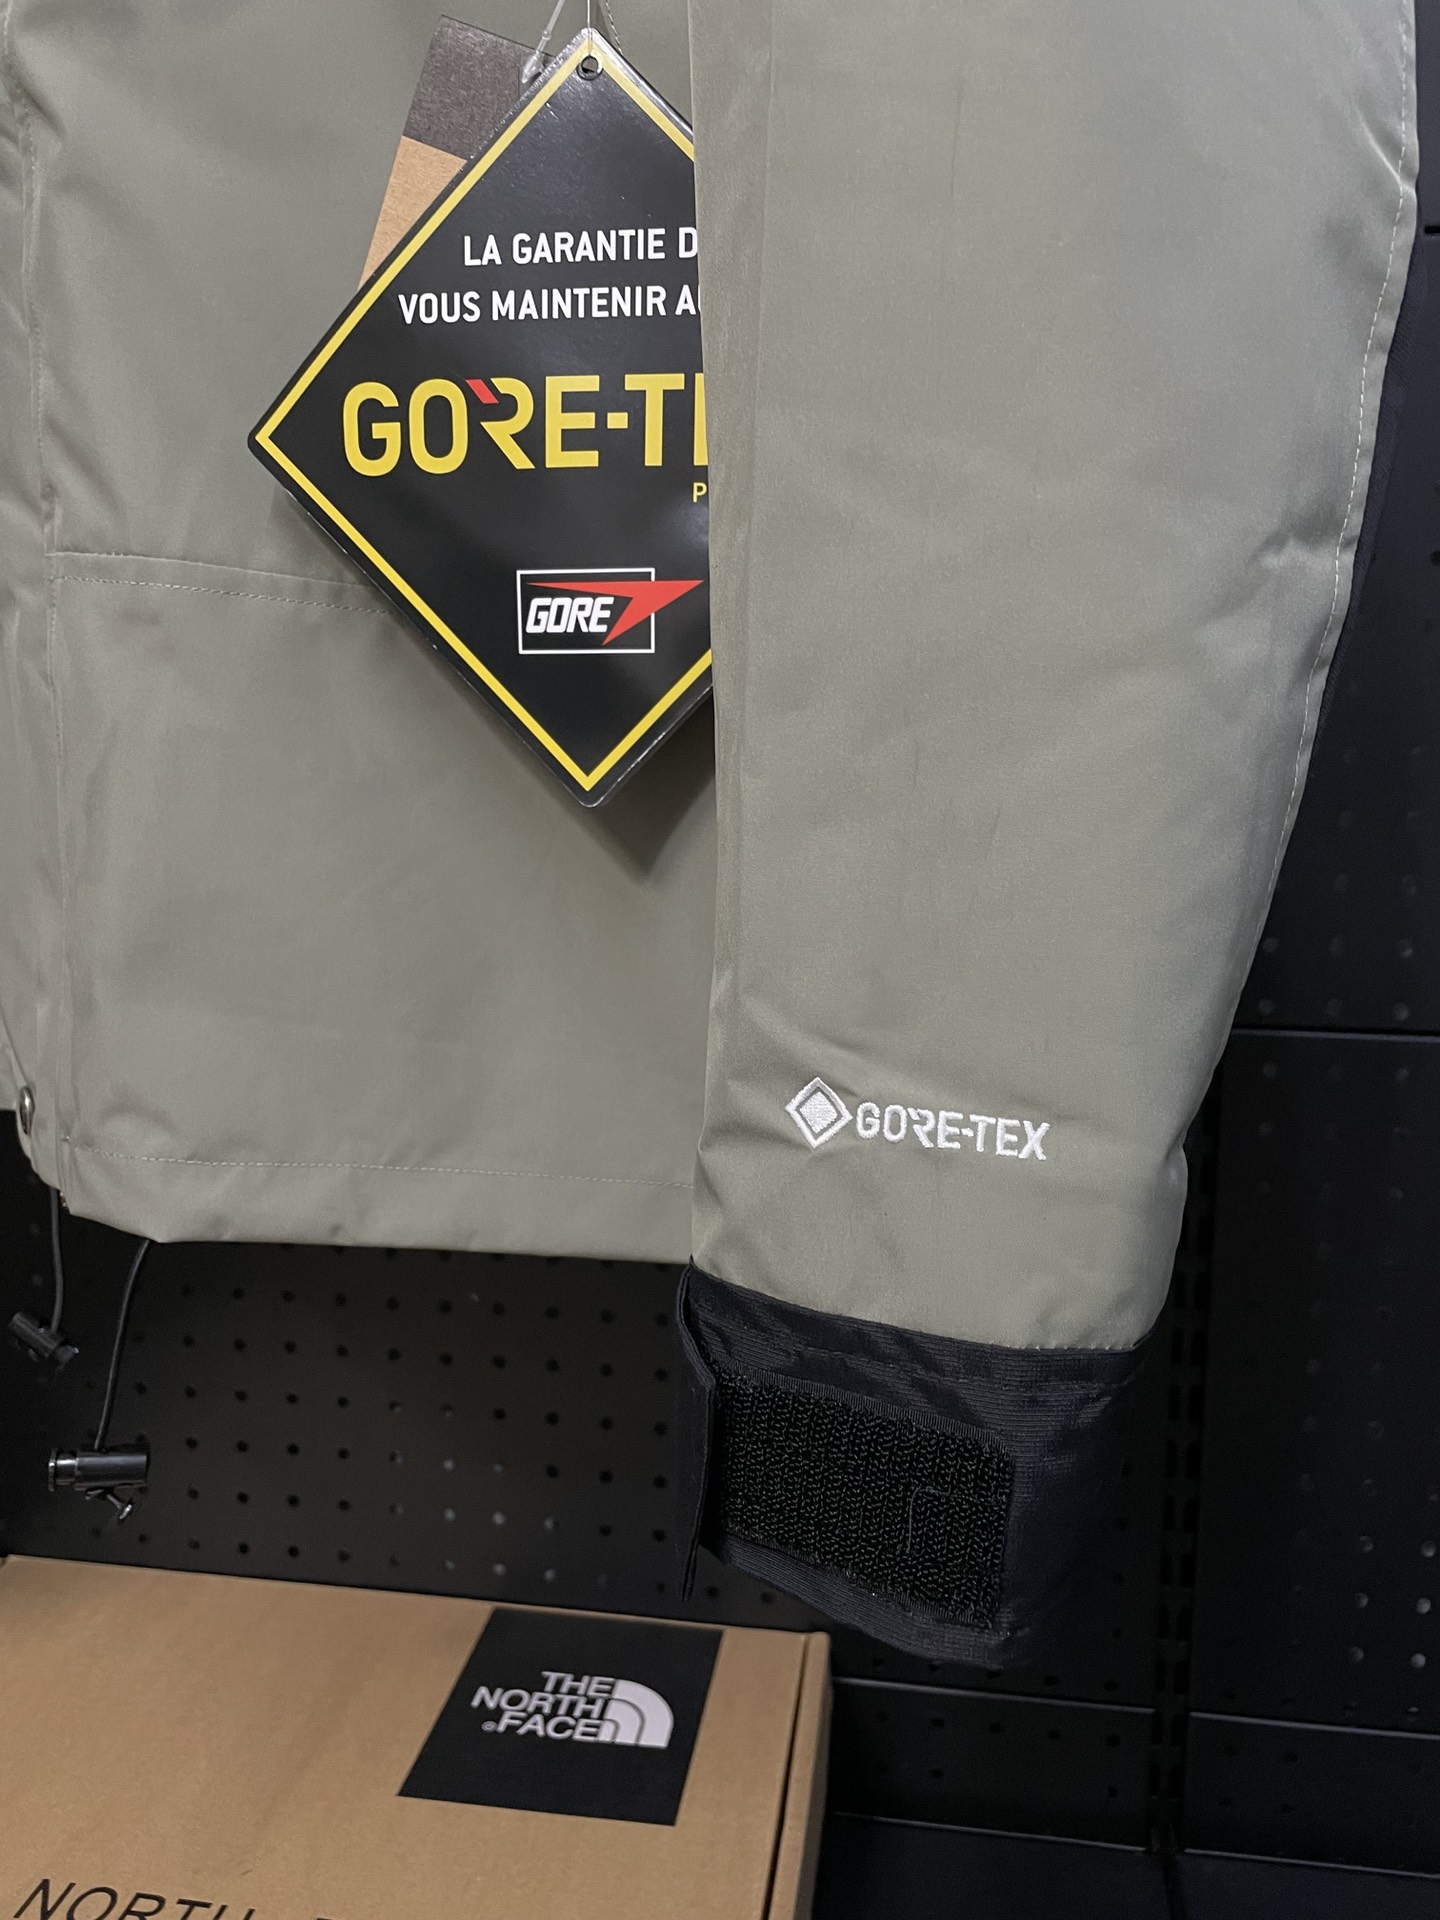 LA GARANTIE D
VOUS MAINTENIR A
GORE-TE
P
GORE
GORE-TEX
THE
NORTH
FACE
NORTH